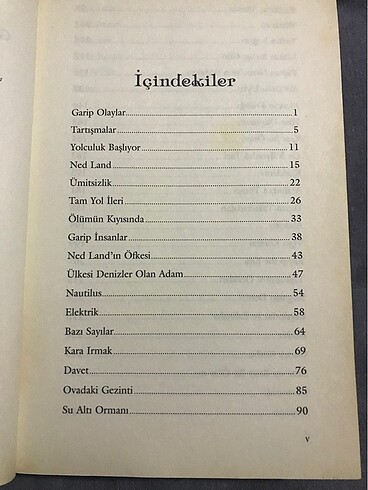 İçindekiler
Garip Olaylar 1
Tartışmalar 5
Yolculuk Başlıyor 11
Ned Land 15
Ümitsizlik 22
Tam Yol İleri 26
Ölümün Kıyısında 33
Garip İnsanlar 38
Ned Land'ın Öfkesi 43
Ülkesi Denizler Olan Adam 47
Nautilus 54
Elektrik 58
Bazı Sayılar 64
Kara Irmak 69
Davet 76
Ovadaki Gezinti 85
Su Altı Ormanı 90
v